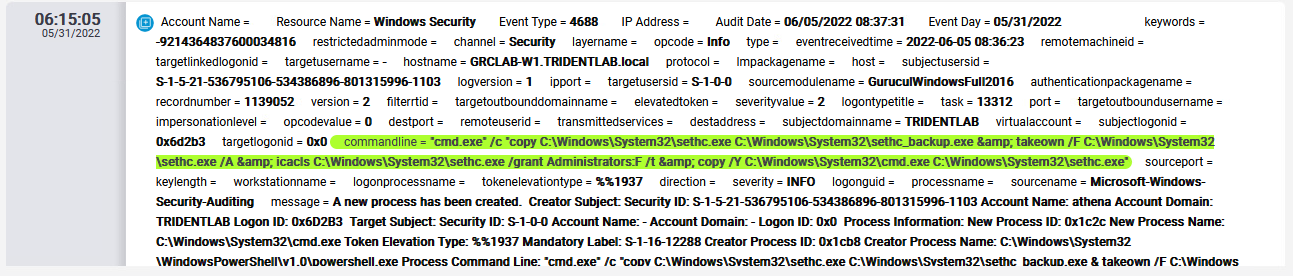 06:15:05
05/31/2022
Account Name = Resource Name = Windows Security Event Type = 4688 IP Address = Audit Date = 06/05/2022 08:37:31 Event Day = 05/31/2022 keywords =
-9214364837600034816 restrictedadminmode = channel = Security layername = opcode = Info type = eventreceivedtime = 2022-06-05 08:36:23 remotemachineid =
targetlinkedlogonid = targetusername = - hostname = GRCLAB-W1.TRIDENTLAB.local protocol = lmpackagename = host = subjectusersid =
S-1-5-21-536795106-534386896-801315996-1103 logversion = 1 ipport = targetusersid = S-1-0-0 sourcemodulename = GuruculWindowsFull2016 authenticationpackagename =
recordnumber = 1139052 version = 2 filterrtid = targetoutbounddomainname = elevatedtoken = severityvalue = 2 logontypetitle = task = 13312 port = targetoutboundusername =
impersonationlevel = opcodevalue = 0 destport = remoteuserid = transmittedservices = destaddress = subjectdomainname = TRIDENTLAB virtualaccount = subjectlogonid =
0x6d2b3 targetlogonid = 0x0 commandline = "cmd.exe" /c "copy C:\Windows\System32\sethc.exe C:\Windows\System32\sethc_backup.exe &amp; takeown /F C:\Windows\System32
\sethc.exe /A &amp; icacls C:\Windows\System32\sethc.exe /grant Administrators:F /t &amp; copy /Y C:\Windows\System32\cmd.exe C:\Windows\System32\sethc.exe" sourceport =
keylength = workstationname = logonprocessname = tokenelevationtype = %%1937 direction = severity = INFO logonguid = processname = sourcename = Microsoft-Windows-
Security-Auditing message = A new process has been created. Creator Subject: Security ID: S-1-5-21-536795106-534386896-801315996-1103 Account Name: athena Account Domain:
TRIDENTLAB Logon ID: 0x6D2B3 Target Subject: Security ID: S-1-0-0 Account Name: - Account Domain: - Logon ID: 0x0 Process Information: New Process ID: 0x1c2c New Process Name:
C:\Windows\System32\cmd.exe Token Elevation Type: %%1937 Mandatory Label: S-1-16-12288 Creator Process ID: 0x1cb8 Creator Process Name: C:\Windows\System32
\WindowsPowerShell\v1.0\powershell.exe Process Command Line: "cmd.exe" /c "copy C:\Windows\System32\sethc.exe C:\Windows\System32\sethc_backup.exe & takeown /F C:\Windows